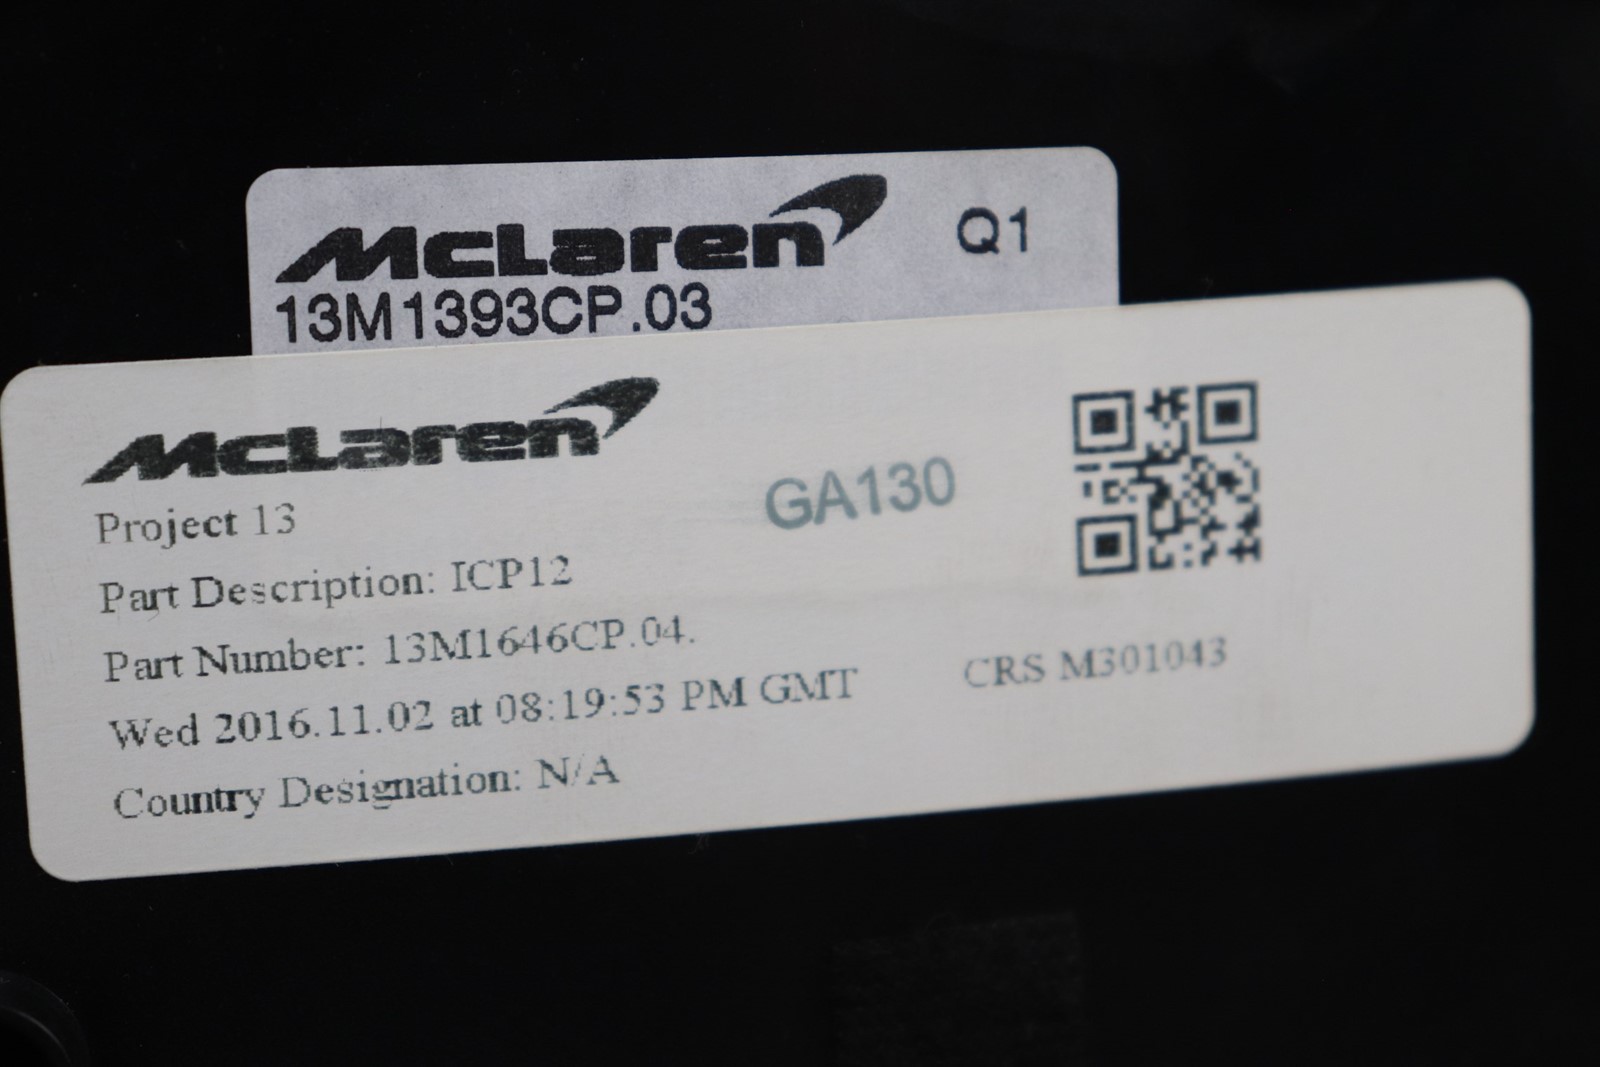 McLaren Q1
13M1393CP.03
McLaren
Project 13
GA130
Part Description: ICP12
Part Number: 13M1646CP.04.
Wed 2016.11.02 at 08:19:53 PM GMT
CRS M301043
Country Designation: N/A